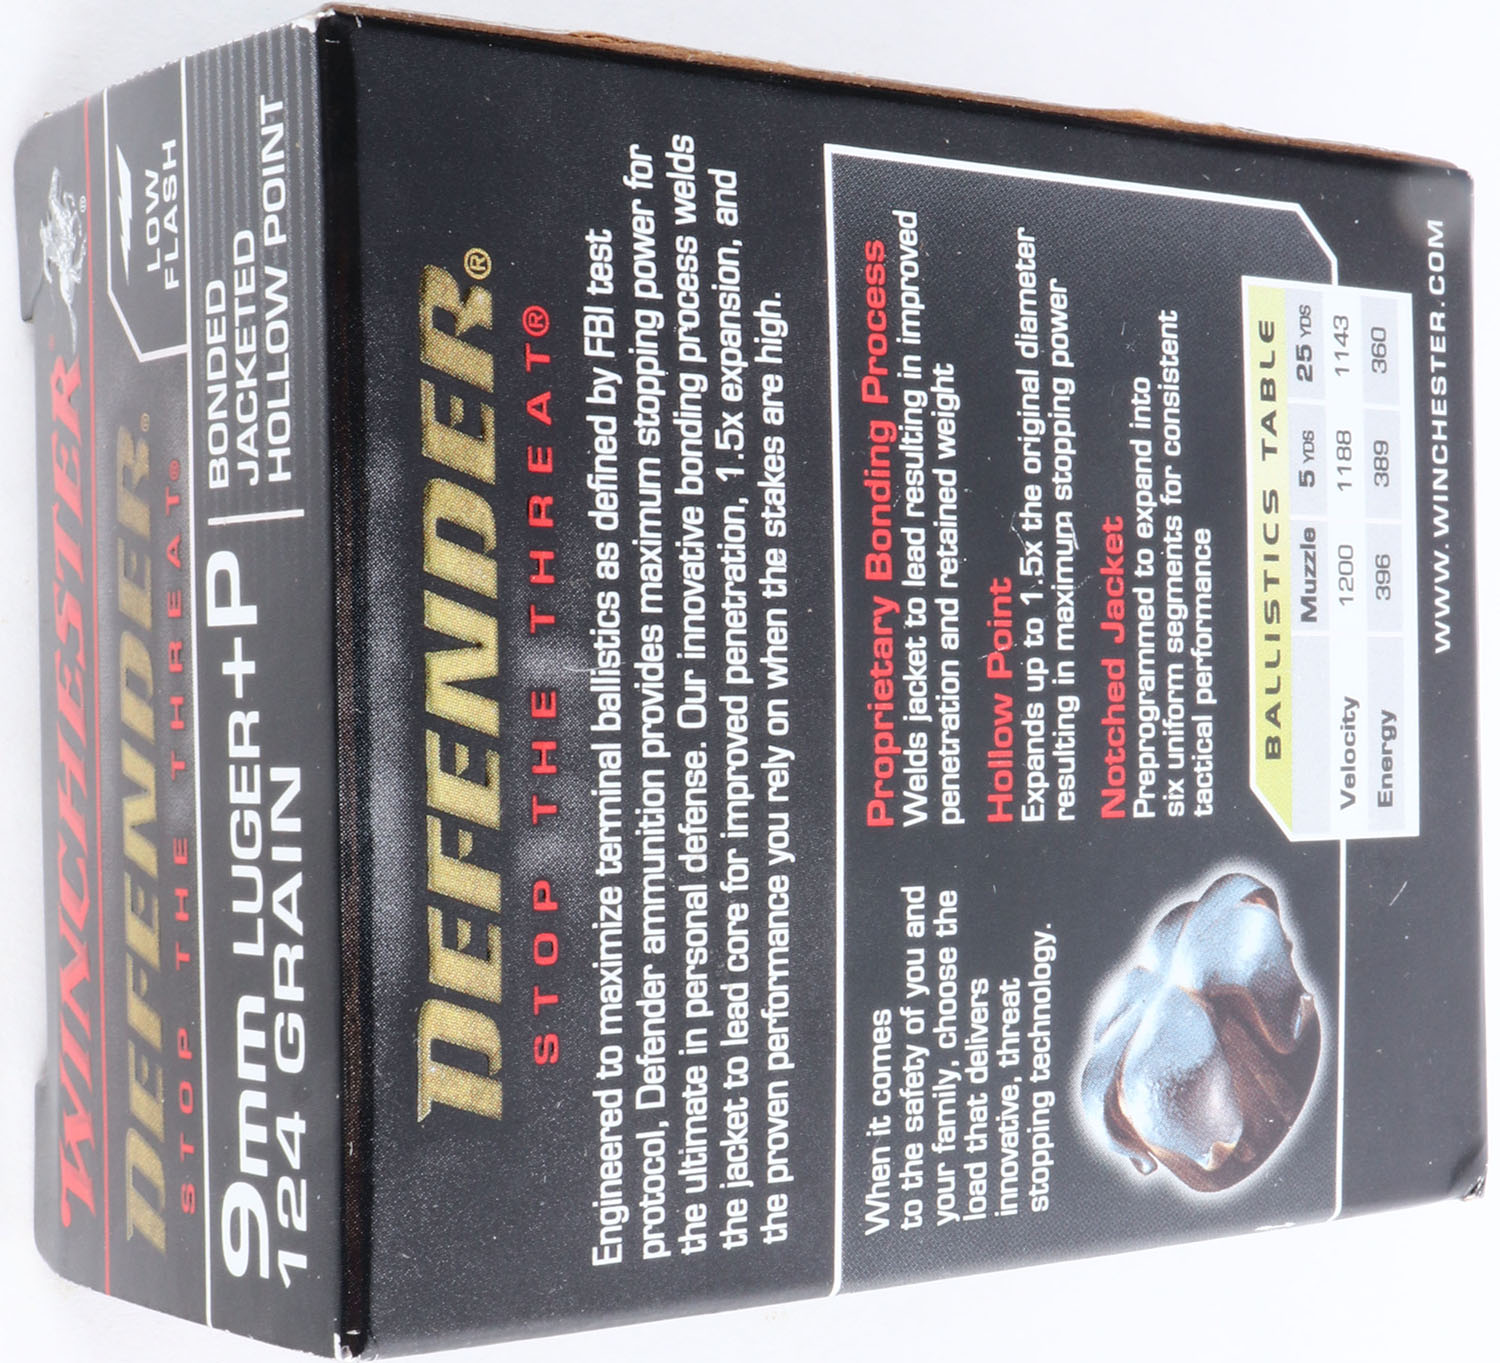 WINCHESTER®
DEFENDER®
STOP THE THREAT®
LOW
FLASH
9mm LUGER+P
124 GRAIN
BONDED
JACKETED
HOLLOW POINT
DEFENDER®
STOP THE THREAT®
Engineered to maximize terminal ballistics as defined by FBI test
protocol, Defender ammunition provides maximum stopping power for
the ultimate in personal defense. Our innovative bonding process welds
the jacket to lead core for improved penetration, 1.5x expansion, and
the proven performance you rely on when the stakes are high.
When it comes
to the safety of you and
your family, choose the
load that delivers
innovative, threat
stopping technology.
Proprietary Bonding Process
Welds jacket to lead resulting in improved
penetration and retained weight
Hollow Point
Expands up to 1.5x the original diameter
resulting in maximum stopping power
Notched Jacket
Preprogrammed to expand into
six uniform segments for consistent
tactical performance
BALLISTICS TABLE
Muzzle 5 YDS 25 YDS
Velocity 1200 1188 1143
Energy 396 389 360
WWW.WINCHESTER.COM